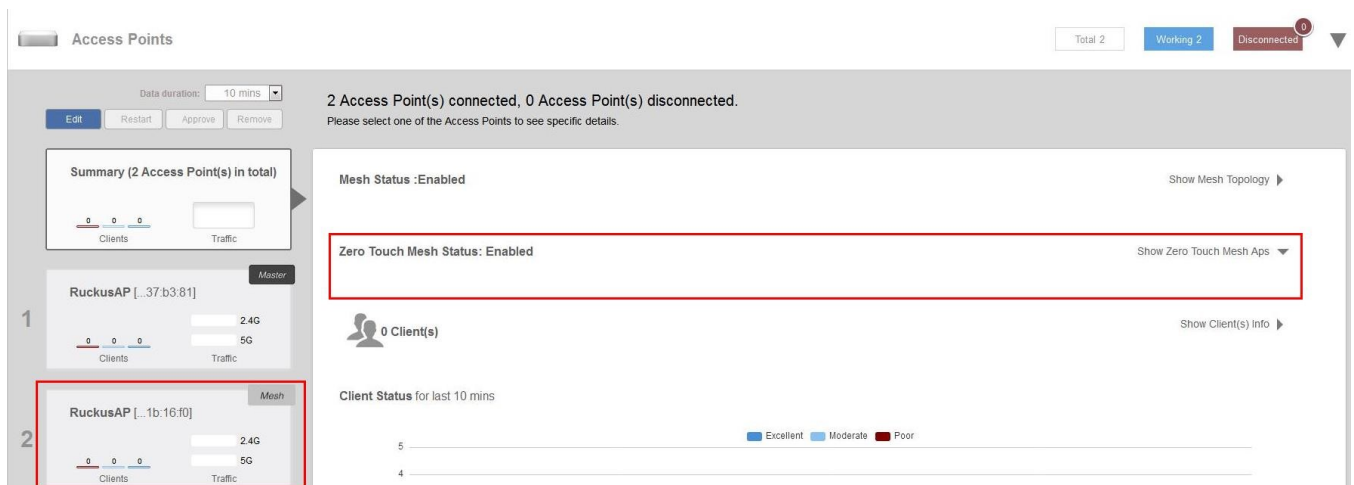 Access Points
Total 2
Working 2
Disconnected
0
Data duration: 10 mins
Edit
Restart
Approve
Remove
2 Access Point(s) connected, 0 Access Point(s) disconnected.
Please select one of the Access Points to see specific details.
Summary (2 Access Point(s) in total)
0 0 0
Clients
Traffic
Mesh Status :Enabled
Show Mesh Topology
Zero Touch Mesh Status: Enabled
Show Zero Touch Mesh Aps
1
Master
RuckusAP [...37:b3:81]
2.4G
5G
0 0 0
Clients
Traffic
0 Client(s)
Show Client(s) Info
2
Mesh
RuckusAP [...1b:16:f0]
2.4G
5G
0 0 0
Clients
Traffic
Client Status for last 10 mins
Excellent
Moderate
Poor
5
4